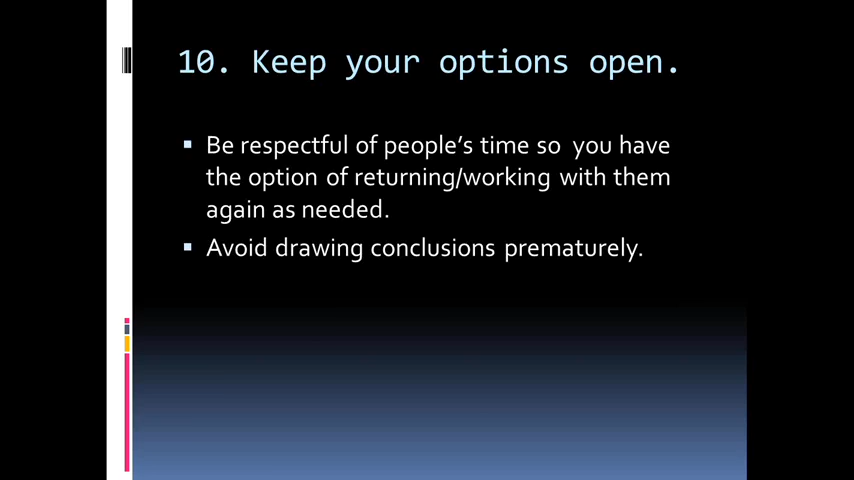 10. Keep your options open.
▪ Be respectful of people's time so  you have
the option of returning/working with them
again as needed.
▪ Avoid drawing conclusions prematurely.